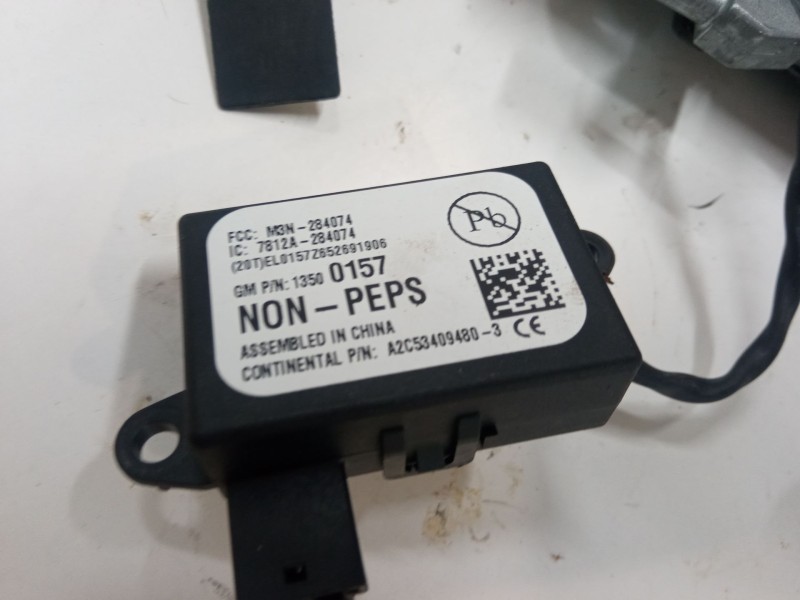 FCC: M3N-284074
IC: 7812A-284074
(20T)EL0157Z652691906
GM P/N: 1350 0157
NON-PEPS
ASSEMBLED IN CHINA
CONTINENTAL P/N: A2C53409480-3 CE
Pb